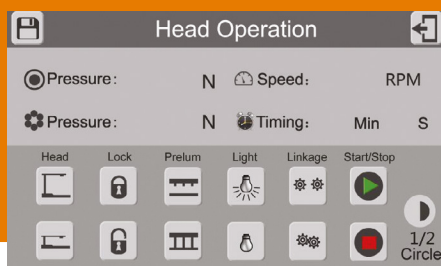 Head Operation
Pressure: N Speed: RPM
Pressure: N Timing: Min S
Head Lock Prelum Light Linkage Start/Stop
1/2
Circle